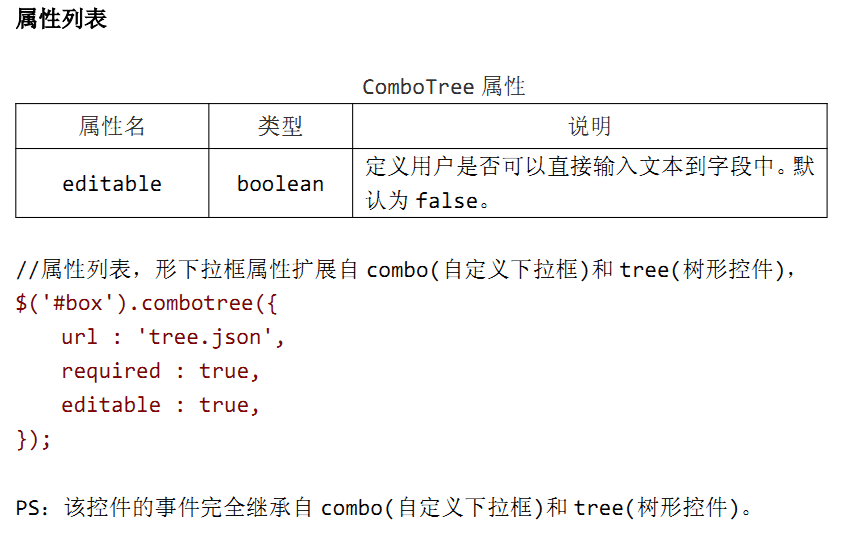 属性列表
ComboTree 属性
属性名 类型 说明
editable boolean 定义用户是否可以直接输入文本到字段中。默
认为 false。
//属性列表，形下拉框属性扩展自 combo(自定义下拉框)和 tree(树形控件)，
$('#box').combotree({
url : 'tree.json',
required : true,
editable : true,
});
PS：该控件的事件完全继承自 combo(自定义下拉框)和 tree(树形控件)。